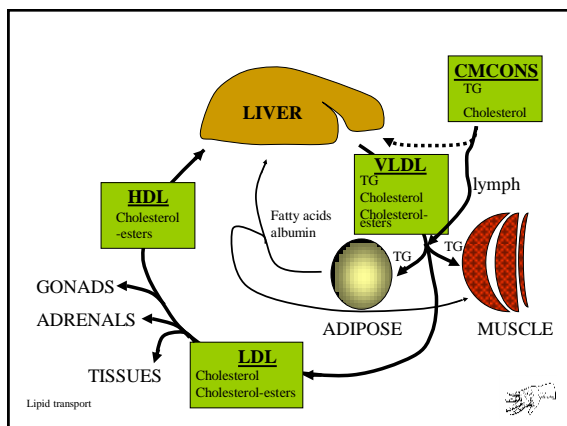 CMCONS
TG
Cholesterol
LIVER
VLDL
TG
Cholesterol
Cholesterol-
esters
lymph
HDL
Cholesterol
-esters
Fatty acids
albumin
TG
TG
GONADS
ADRENALS
TISSUES
ADIPOSE
MUSCLE
LDL
Cholesterol
Cholesterol-esters
Lipid transport